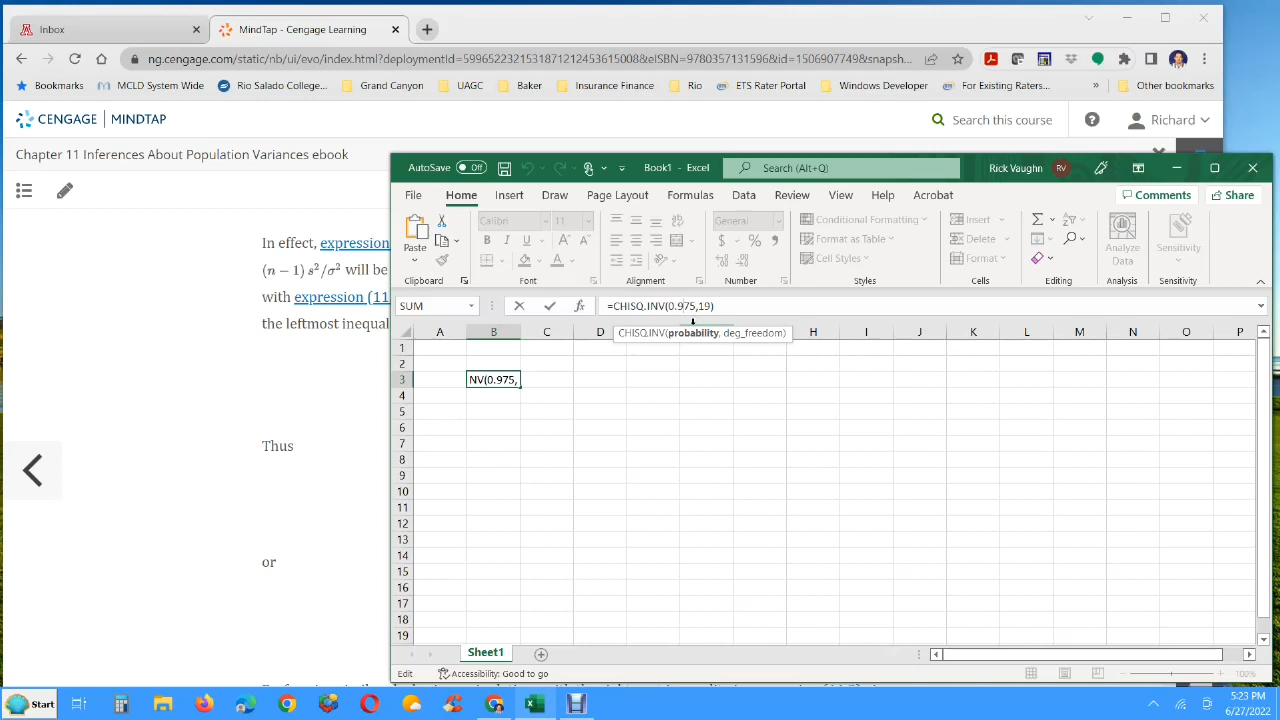 Inbox
MindTap - Cengage Learning
ng.cengage.com/static/nb/ui/evo/index.html?deploymentId=58965522321531871212453615008&eISBN=9780357131596&id=1506907749&snapsh...
Bookmarks
MCLD System Wide
Rio Salado College...
Grand Canyon
UAGC
Baker
Insurance Finance
Rio
ETS Rater Portal
Windows Developer
For Existing Raters...
»
Other bookmarks
CENGAGE | MINDTAP
Search this course
Richard
Chapter 11 Inferences About Population Variances ebook
In effect, expression
(n − 1) s²/σ² will be
with expression (11
the leftmost inequal
Thus
or
AutoSave Off
Book1 - Excel
Search (Alt+Q)
Rick Vaughn RV
File Home Insert Draw Page Layout Formulas Data Review View Help Acrobat
Comments Share
Paste
Clipboard
Calibri 11
B I U
Font
Alignment
General
$ % 9
Number
Conditional Formatting
Format as Table
Cell Styles
Styles
Insert
Delete
Format
Cells
Editing
Analyze
Data
Analysis
Sensitivity
Sensitivity
SUM
fx
=CHISQ.INV(0.975,19)
CHISQ.INV(probability, deg_freedom)
A B C D H I J K L M N O P
1
2
3 NV(0.975,
4
5
6
7
8
9
10
11
12
13
14
15
16
17
18
19
Sheet1
Edit
Accessibility: Good to go
100%
Start
5:23 PM
6/27/2022